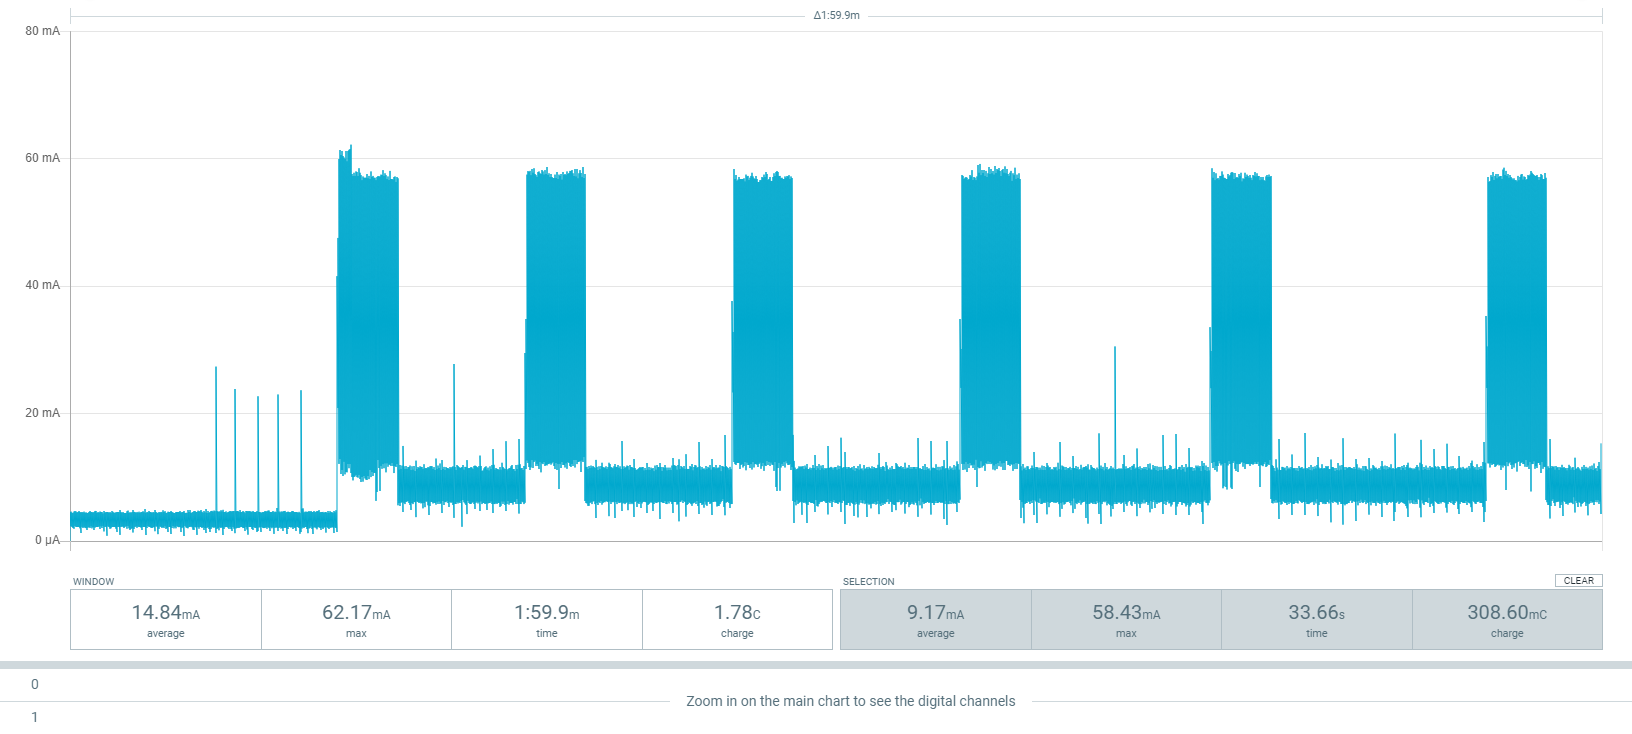 Δ1:59.9m
80 mA
60 mA
40 mA
20 mA
0 µA
WINDOW
SELECTION
CLEAR
14.84mA
62.17mA
1:59.9m
1.78C
9.17mA
58.43mA
33.66s
308.60mC
average
max
time
charge
average
max
time
charge
0
Zoom in on the main chart to see the digital channels
1